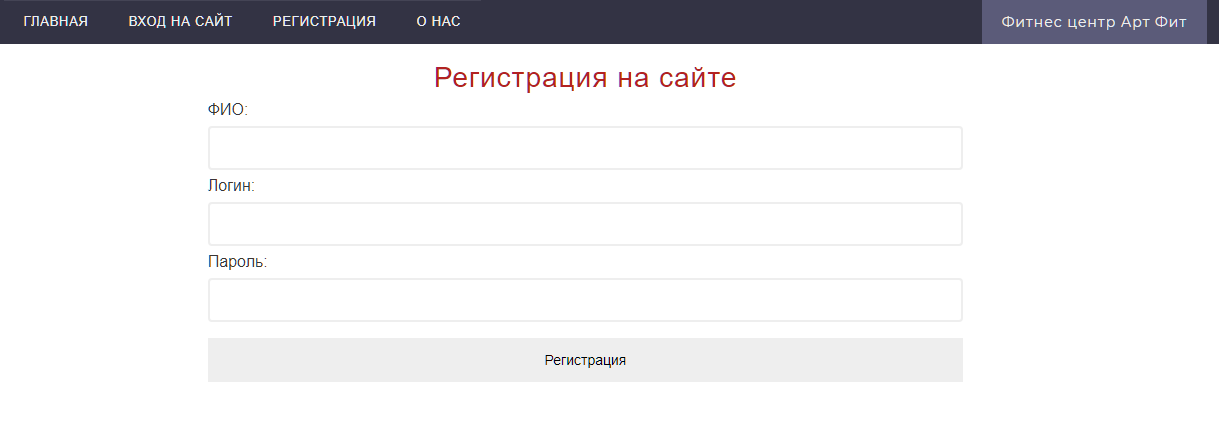 ГЛАВНАЯ ВХОД НА САЙТ РЕГИСТРАЦИЯ О НАС Фитнес центр Арт Фит
Регистрация на сайте
ФИО:
Логин:
Пароль:
Регистрация